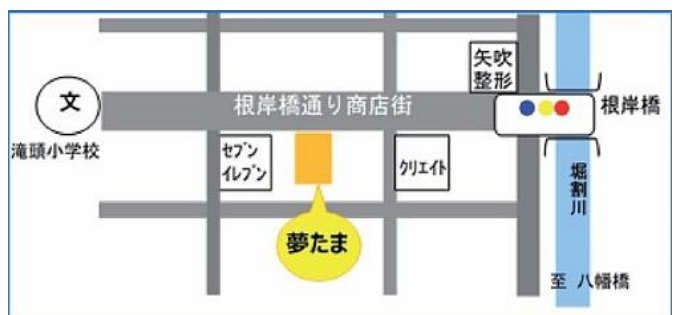 矢吹
整形
文
根岸橋通り商店街
根岸橋
滝頭小学校
セブン
イレブン
クリエイト
堀割川
夢たま
至 八幡橋